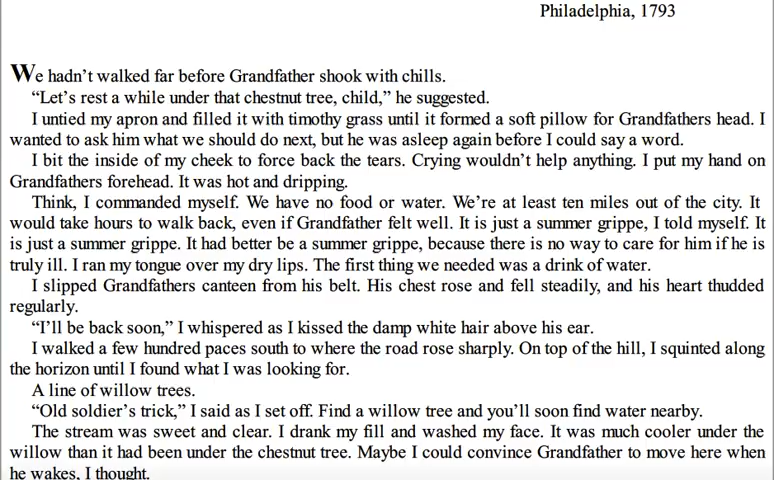 Philadelphia, 1793
We hadn't walked far before Grandfather shook with chills.
“Let's rest a while under that chestnut tree, child,” he suggested.
I untied my apron and filled it with timothy grass until it formed a soft pillow for Grandfathers head. I
wanted to ask him what we should do next, but he was asleep again before I could say a word.
I bit the inside of my cheek to force back the tears. Crying wouldn't help anything. I put my hand on
Grandfathers forehead. It was hot and dripping.
Think, I commanded myself. We have no food or water. We're at least ten miles out of the city. It
would take hours to walk back, even if Grandfather felt well. It is just a summer grippe, I told myself. It
is just a summer grippe. It had better be a summer grippe, because there is no way to care for him if he is
truly ill. I ran my tongue over my dry lips. The first thing we needed was a drink of water.
I slipped Grandfathers canteen from his belt. His chest rose and fell steadily, and his heart thudded
regularly.
“I'll be back soon,” I whispered as I kissed the damp white hair above his ear.
I walked a few hundred paces south to where the road rose sharply. On top of the hill, I squinted along
the horizon until I found what I was looking for.
A line of willow trees.
“Old soldier's trick,” I said as I set off. Find a willow tree and you'll soon find water nearby.
The stream was sweet and clear. I drank my fill and washed my face. It was much cooler under the
willow than it had been under the chestnut tree. Maybe I could convince Grandfather to move here when
he wakes, I thought.